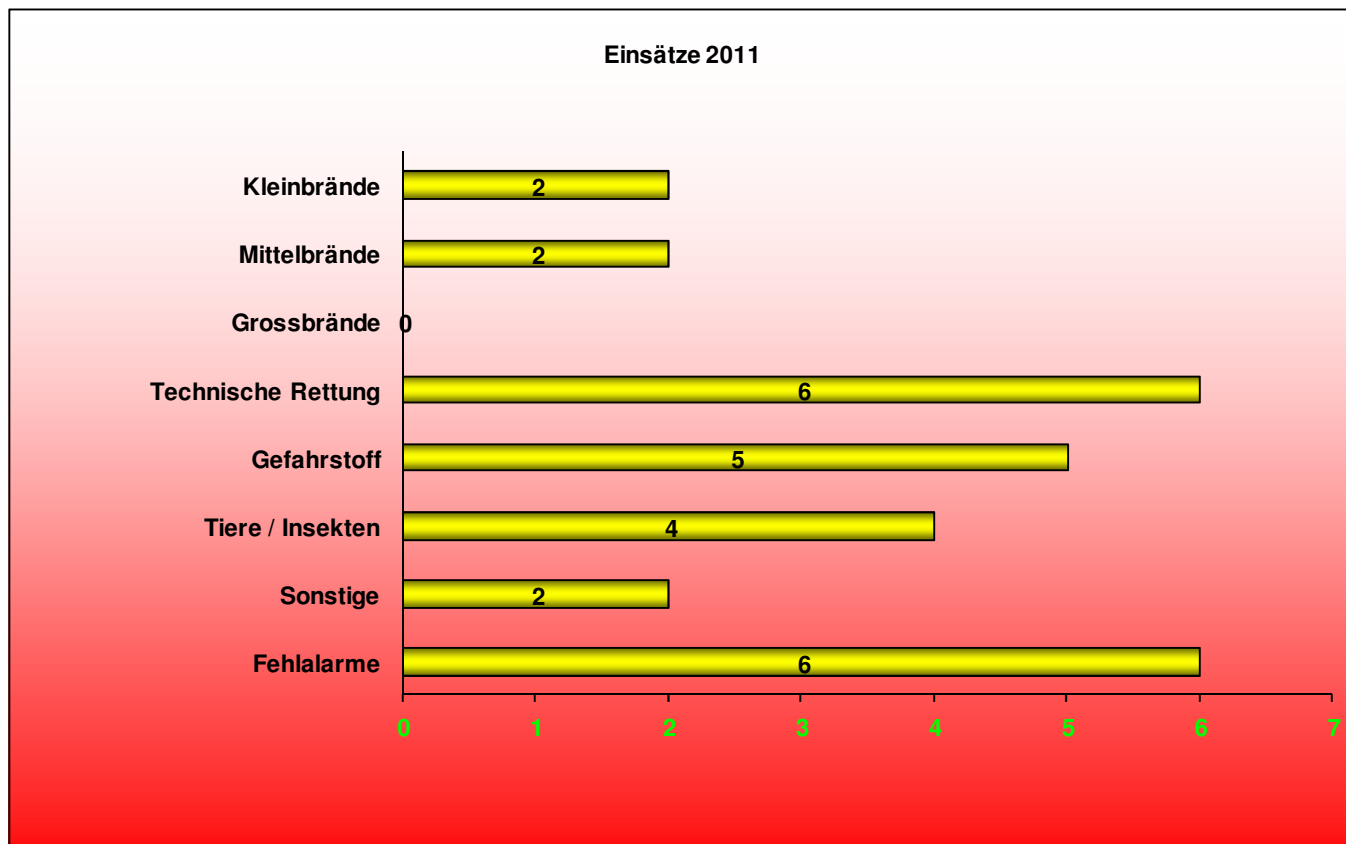 Einsätze 2011
Kleinbrände 2
Mittelbrände 2
Grossbrände 0
Technische Rettung 6
Gefahrstoff 5
Tiere / Insekten 4
Sonstige 2
Fehlalarme 6
0 1 2 3 4 5 6 7